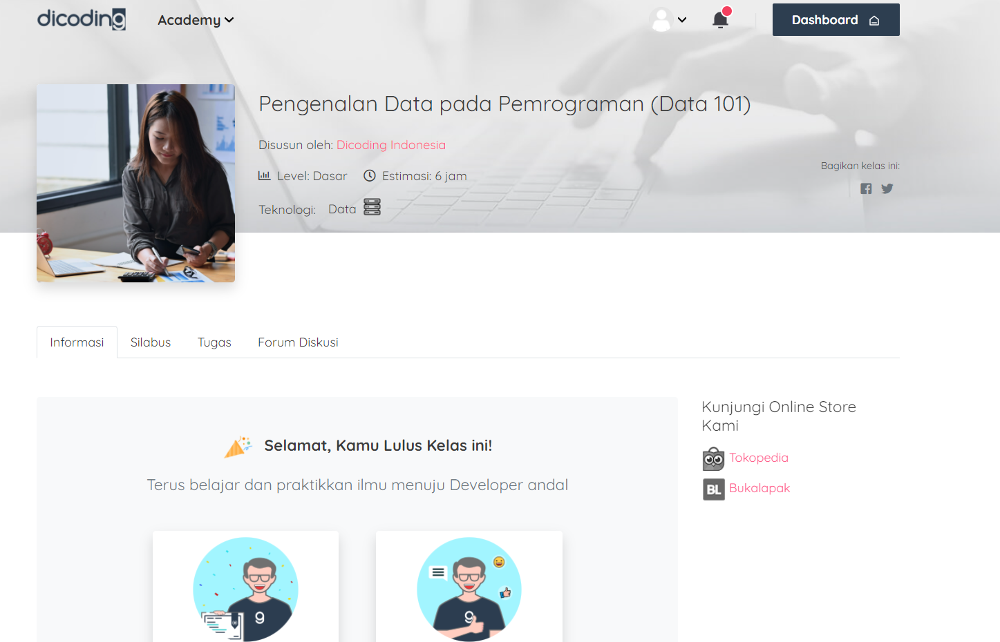 dicoding
Academy
Dashboard
Pengenalan Data pada Pemrograman (Data 101)
Disusun oleh: Dicoding Indonesia
Level: Dasar Estimasi: 6 jam
Teknologi: Data
Bagikan kelas ini:
Informasi Silabus Tugas Forum Diskusi
Selamat, Kamu Lulus Kelas ini!
Terus belajar dan praktikkan ilmu menuju Developer andal
Kunjungi Online Store
Kami
Tokopedia
BL Bukalapak